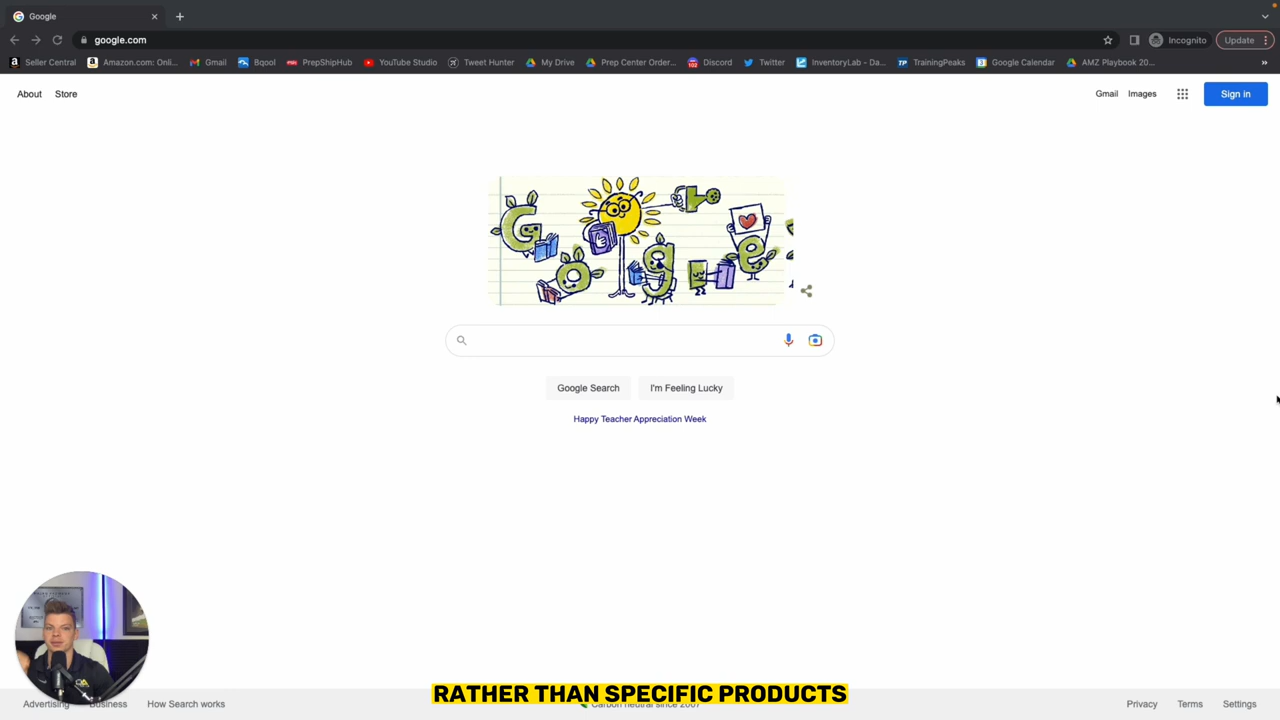 Google
google.com
Incognito
Update
Seller Central
Amazon.com: Onli...
Gmail
Bqool
PrepShipHub
YouTube Studio
Tweet Hunter
My Drive
Prep Center Order...
102
Discord
Twitter
InventoryLab - Da...
TP
TrainingPeaks
Google Calendar
AMZ Playbook 20...
»
About
Store
Gmail
Images
Sign in
Google Search
I'm Feeling Lucky
Happy Teacher Appreciation Week
RATHER THAN SPECIFIC PRODUCTS
Advertising
Business
How Search works
Carbon neutral since 2007
Privacy
Terms
Settings